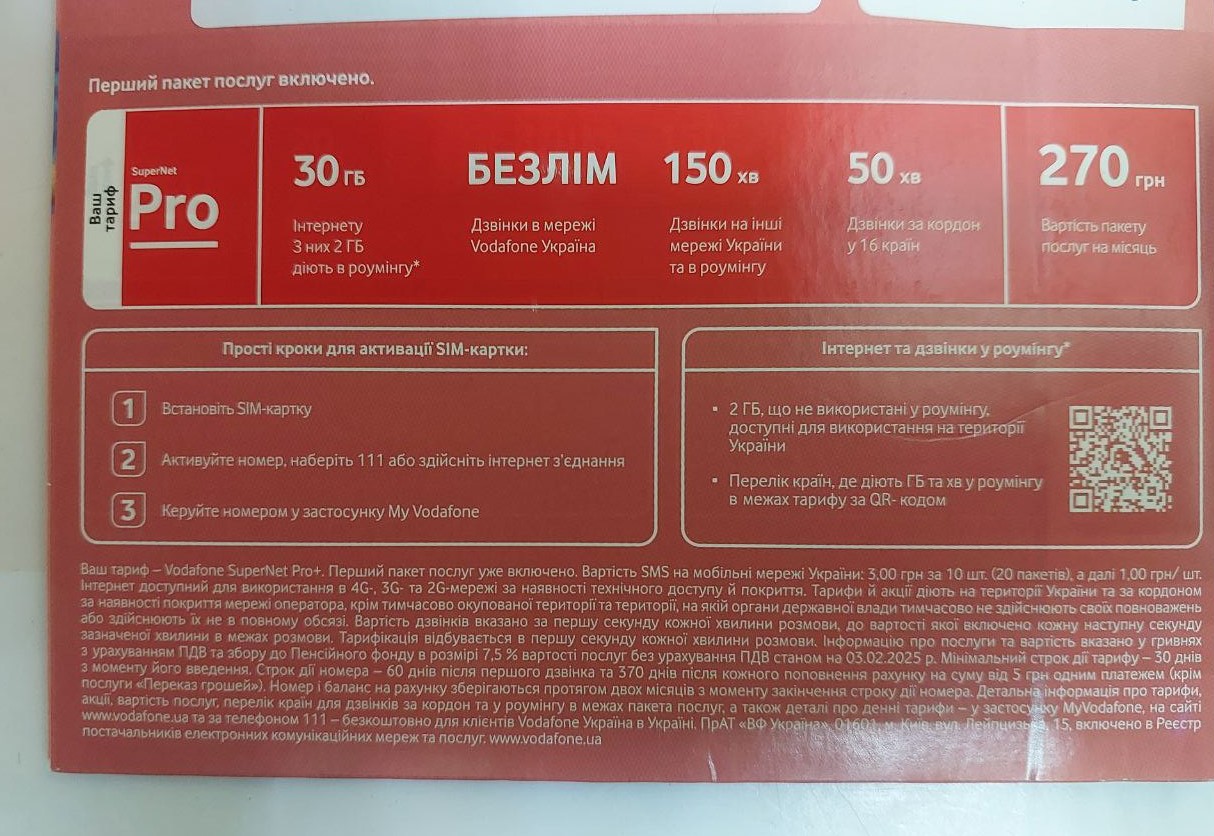 Перший пакет послуг включено.
Ваш тариф
SuperNet
Pro
30 ГБ
Інтернету
З них 2 ГБ
діють в роумінгу*
БЕЗЛІМ
Дзвінки в мережі
Vodafone Україна
150 хв
Дзвінки на інші
мережі України
та в роумінгу
50 хв
Дзвінки за кордон
у 16 країн
270 грн
Вартість пакету
послуг на місяць
Прості кроки для активації SIM-картки:
1 Встановіть SIM-картку
2 Активуйте номер, наберіть 111 або здійсніть інтернет з'єднання
3 Керуйте номером у застосунку My Vodafone
Інтернет та дзвінки у роумінгу*
▪ 2 ГБ, що не використані у роумінгу,
доступні для використання на території
України
▪ Перелік країн, де діють ГБ та хв у роумінгу
в межах тарифу за QR- кодом
Ваш тариф – Vodafone SuperNet Pro+. Перший пакет послуг уже включено. Вартість SMS на мобільні мережі України: 3,00 грн за 10 шт. (20 пакетів), а далі 1,00 грн/ шт.
Інтернет доступний для використання в 4G-, 3G- та 2G-мережі за наявності технічного доступу й покриття. Тарифи й акції діють на території України та за кордоном
за наявності покриття мережі оператора, крім тимчасово окупованої території та території, на якій органи державної влади тимчасово не здійснюють своїх повноважень
або здійснюють їх не в повному обсязі. Вартість дзвінків вказано за першу секунду кожної хвилини розмови, до вартості якої включено кожну наступну секунду
зазначеної хвилини в межах розмови. Тарифікація відбувається в першу секунду кожної хвилини розмови. Інформацію про послуги та вартість вказано у гривнях
з урахуванням ПДВ та збору до Пенсійного фонду в розмірі 7,5 % вартості послуг без урахування ПДВ станом на 03.02.2025 р. Мінімальний строк дії тарифу – 30 днів
з моменту його введення. Строк дії номера – 60 днів після першого дзвінка та 370 днів після кожного поповнення рахунку на суму від 5 грн одним платежем (крім
послуги «Переказ грошей»). Номер і баланс на рахунку зберігаються протягом двох місяців з моменту закінчення строку дії номера. Детальна інформація про тарифи,
акції, вартість послуг, перелік країн для дзвінків за кордон та у роумінгу в межах пакета послуг, а також деталі про денні тарифи – у застосунку MyVodafone, на сайті
www.vodafone.ua та за телефоном 111 – безкоштовно для клієнтів Vodafone Україна в Україні. ПрАТ «ВФ Україна», 01601, м. Київ, вул. Лейпцизька, 15, включено в Реєстр
постачальників електронних комунікаційних мереж та послуг. www.vodafone.ua